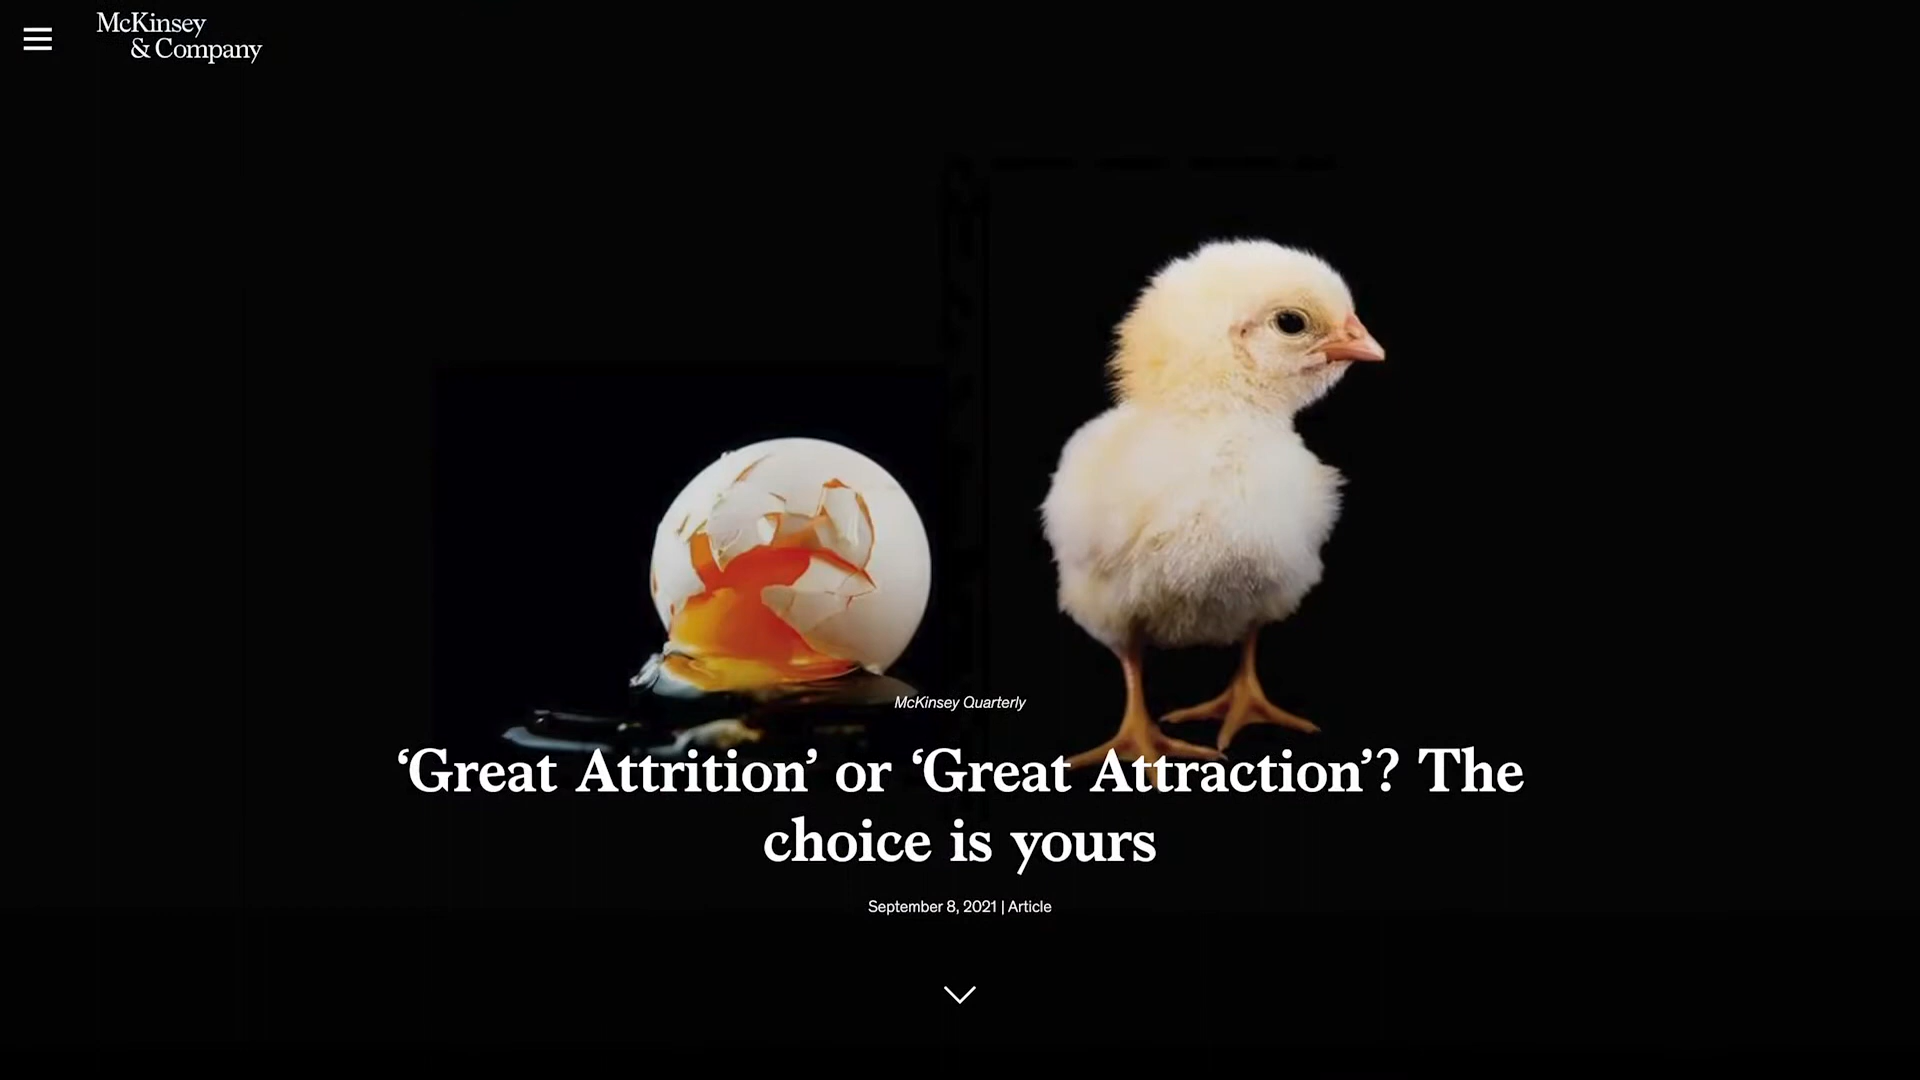 McKinsey
& Company
McKinsey Quarterly
‘Great Attrition’ or ‘Great Attraction’? The
choice is yours
September 8, 2021 | Article